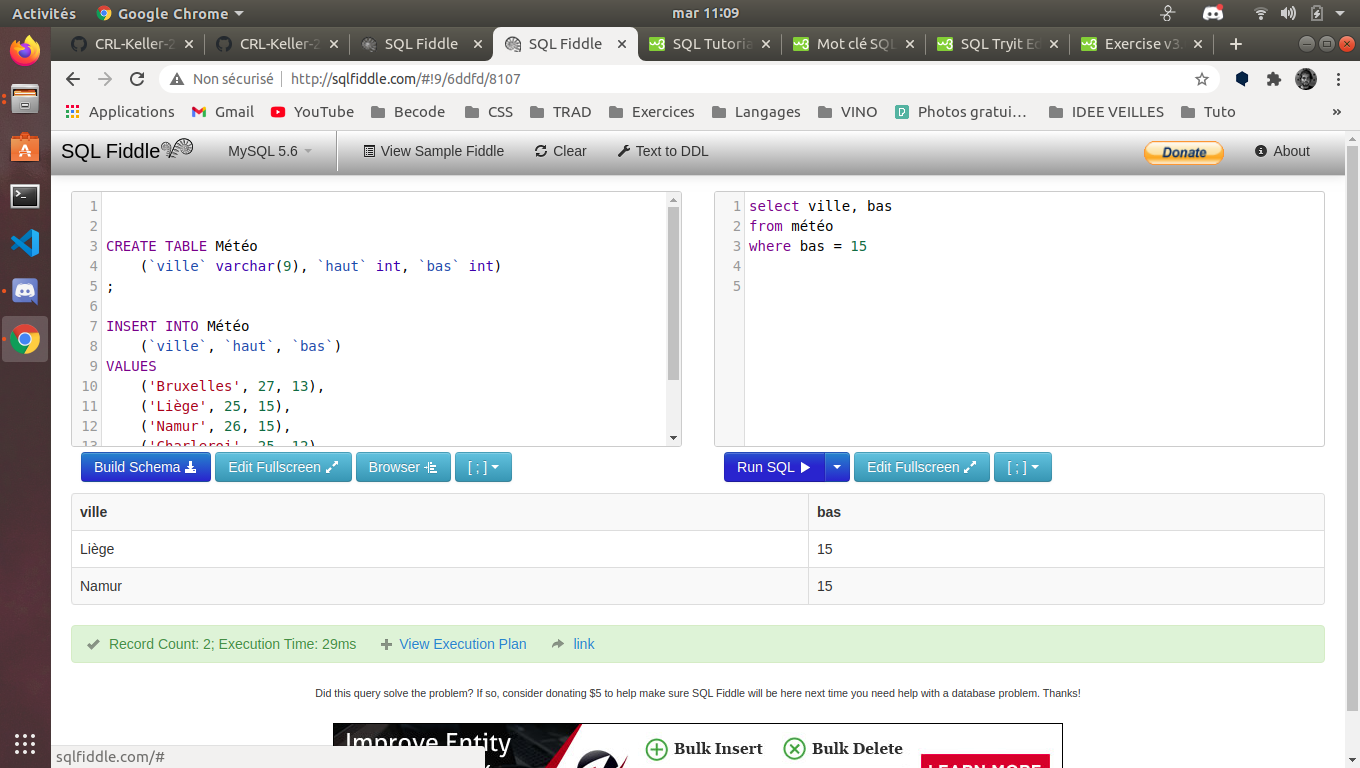 Activités Google Chrome mar 11:09
CRL-Keller-2 CRL-Keller-2 SQL Fiddle SQL Fiddle SQL Tutoria Mot clé SQL SQL Tryit Ed Exercise v3.
Non sécurisé http://sqlfiddle.com/#!9/6ddfd/8107
Applications Gmail YouTube Becode CSS TRAD Exercices Langages VINO Photos gratui... IDEE VEILLES Tuto »
SQL Fiddle MySQL 5.6 View Sample Fiddle Clear Text to DDL Donate About
1
2
3 CREATE TABLE Météo
4 (`ville` varchar(9), `haut` int, `bas` int)
5 ;
6
7 INSERT INTO Météo
8 (`ville`, `haut`, `bas`)
9 VALUES
10 ('Bruxelles', 27, 13),
11 ('Liège', 25, 15),
12 ('Namur', 26, 15),
13 ('Charleroi', 25, 12)
1 select ville, bas
2 from météo
3 where bas = 15
4
5
Build Schema Edit Fullscreen Browser [ ; ]
Run SQL Edit Fullscreen [ ; ]
ville bas
Liège 15
Namur 15
Record Count: 2; Execution Time: 29ms View Execution Plan link
Did this query solve the problem? If so, consider donating $5 to help make sure SQL Fiddle will be here next time you need help with a database problem. Thanks!
Improve Entity
Bulk Insert Bulk Delete
LEARN MORE
sqlfiddle.com/#